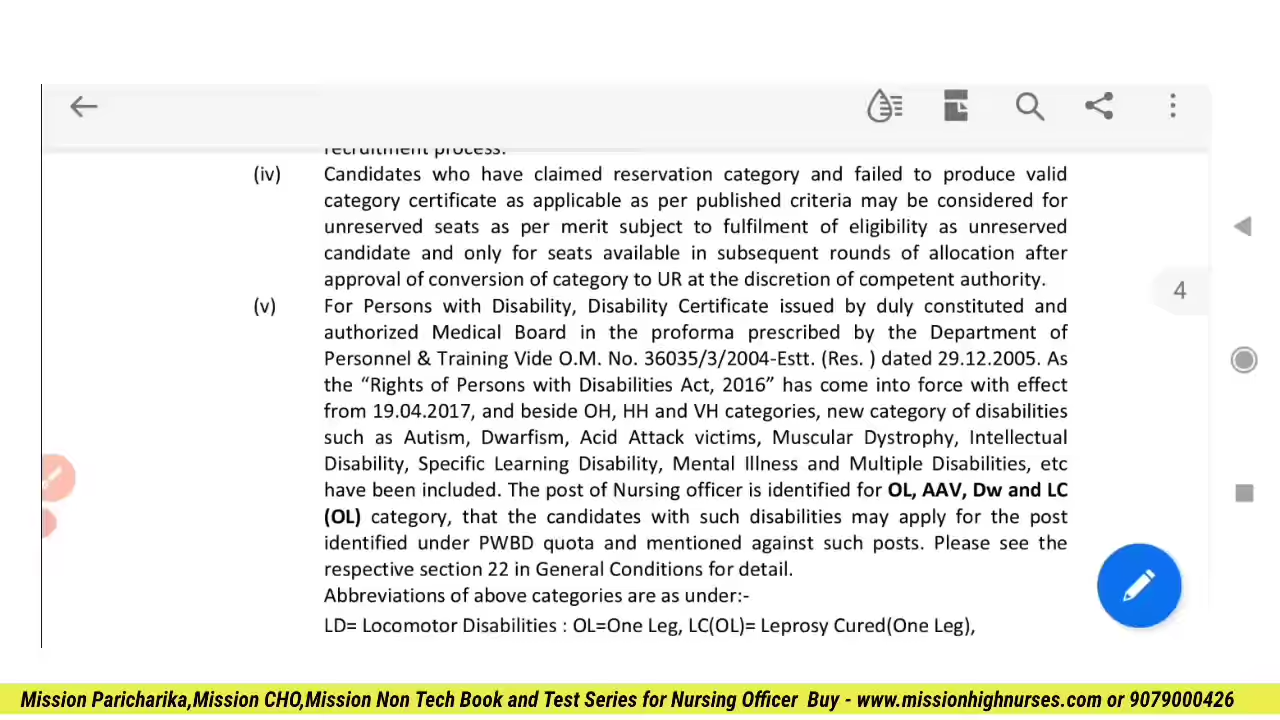 recruitment process.
(iv) Candidates who have claimed reservation category and failed to produce valid
category certificate as applicable as per published criteria may be considered for
unreserved seats as per merit subject to fulfilment of eligibility as unreserved
candidate and only for seats available in subsequent rounds of allocation after
approval of conversion of category to UR at the discretion of competent authority.
4
(v) For Persons with Disability, Disability Certificate issued by duly constituted and
authorized Medical Board in the proforma prescribed by the Department of
Personnel & Training Vide O.M. No. 36035/3/2004-Estt. (Res. ) dated 29.12.2005. As
the “Rights of Persons with Disabilities Act, 2016” has come into force with effect
from 19.04.2017, and beside OH, HH and VH categories, new category of disabilities
such as Autism, Dwarfism, Acid Attack victims, Muscular Dystrophy, Intellectual
Disability, Specific Learning Disability, Mental Illness and Multiple Disabilities, etc
have been included. The post of Nursing officer is identified for OL, AAV, Dw and LC
(OL) category, that the candidates with such disabilities may apply for the post
identified under PWBD quota and mentioned against such posts. Please see the
respective section 22 in General Conditions for detail.
Abbreviations of above categories are as under:-
LD= Locomotor Disabilities : OL=One Leg, LC(OL)= Leprosy Cured(One Leg),
Mission Paricharika,Mission CHO,Mission Non Tech Book and Test Series for Nursing Officer Buy - www.missionhighnurses.com or 9079000426